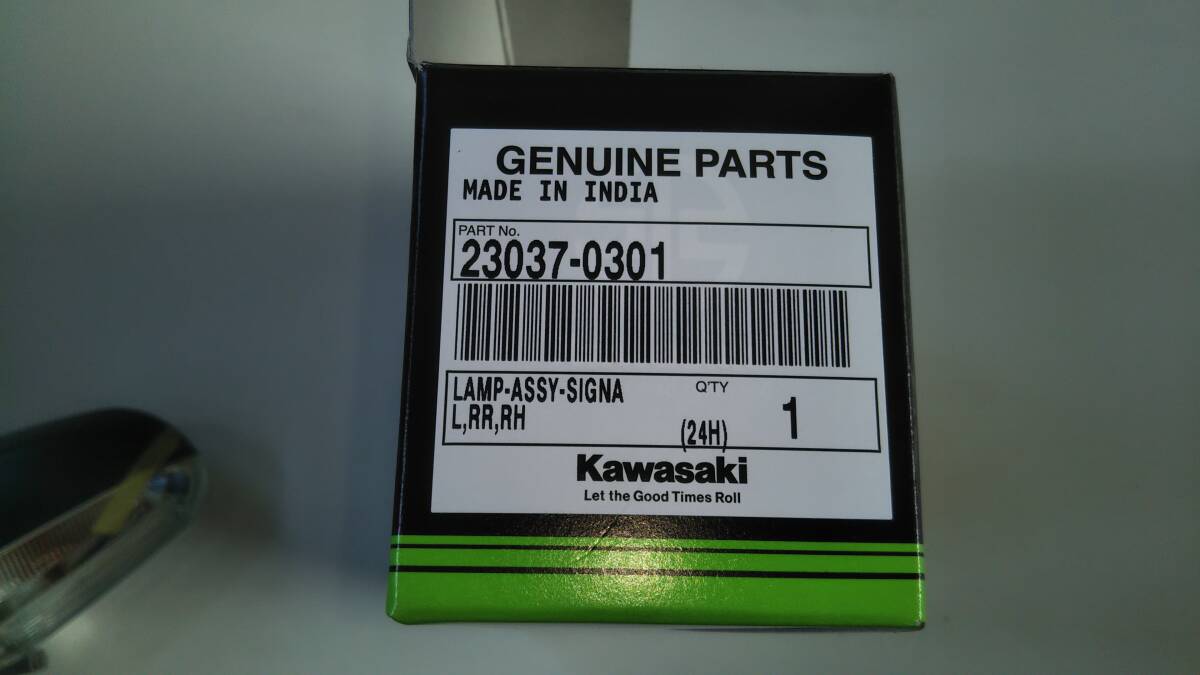 GENUINE PARTS
MADE IN INDIA
PART No.
23037-0301
LAMP-ASSY-SIGNA Q'TY
L,RR,RH (24H) 1
Kawasaki
Let the Good Times Roll